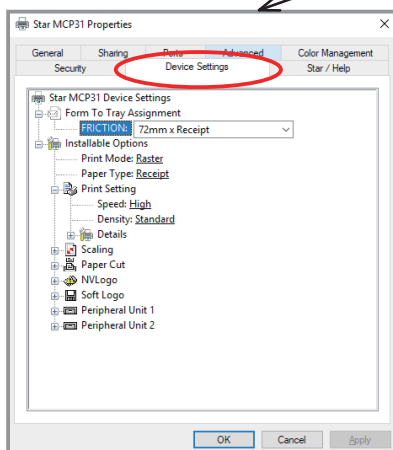 Star MCP31 Properties
General Sharing Ports Advanced Color Management
Security Device Settings Star / Help
Star MCP31 Device Settings
Form To Tray Assignment
FRICTION: 72mm x Receipt
Installable Options
Print Mode: Raster
Paper Type: Receipt
Print Setting
Speed: High
Density: Standard
Details
Scaling
Paper Cut
NVLogo
Soft Logo
Peripheral Unit 1
Peripheral Unit 2
OK Cancel Apply